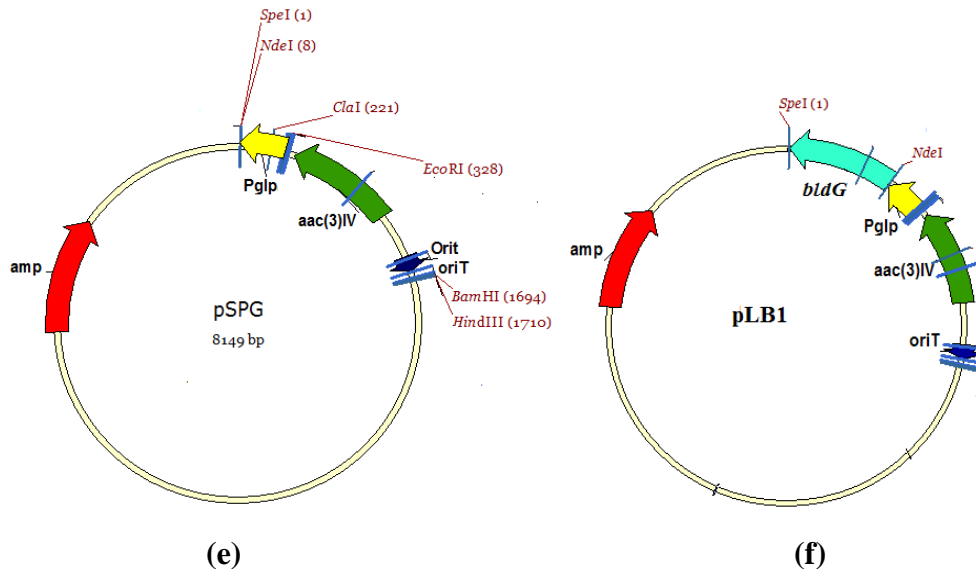 SpeI (1)
NdeI (8)
ClaI (221)
EcoRI (328)
Pglp
aac(3)IV
Orit
oriT
BamHI (1694)
HindIII (1710)
amp
pSPG
8149 bp
(e)
SpeI (1)
NdeI
bldG
Pglp
aac(3)IV
oriT
amp
pLB1
(f)